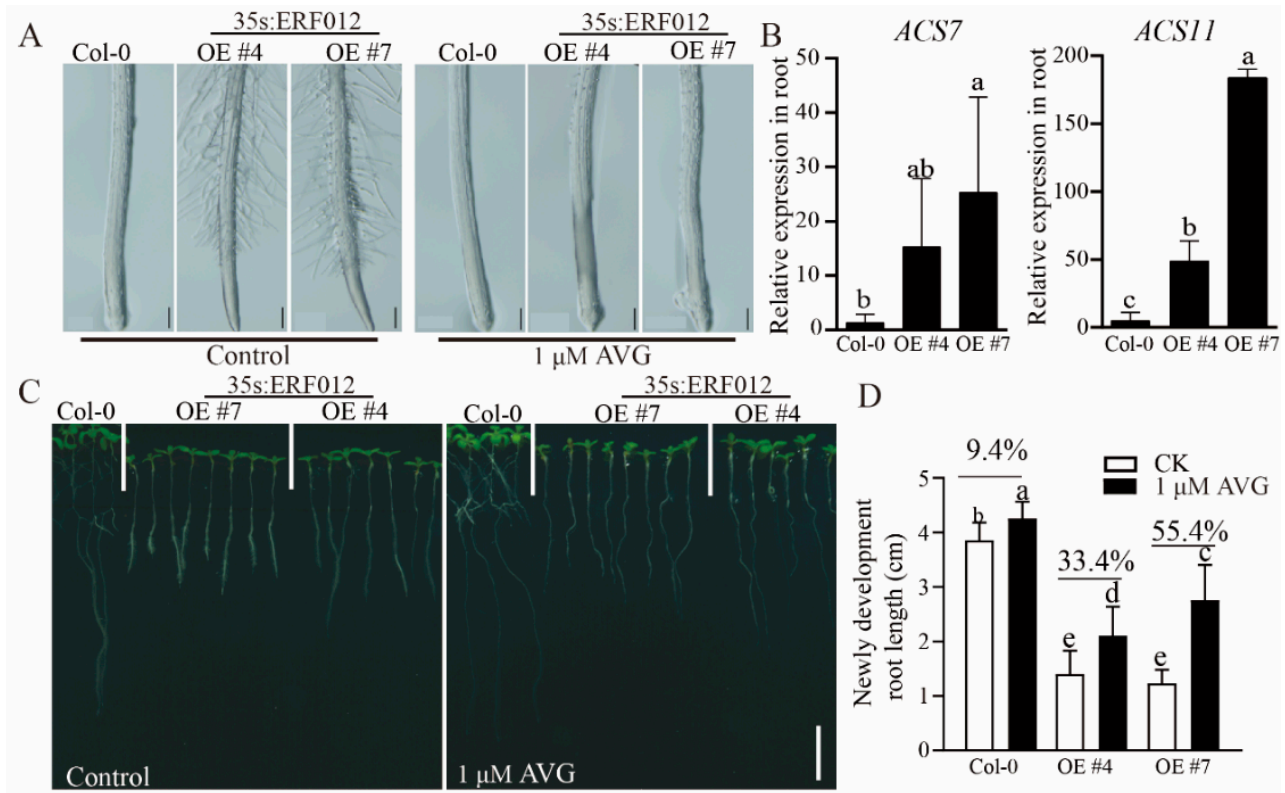 A
35s:ERF012
Col-0 OE #4 OE #7
35s:ERF012
Col-0 OE #4 OE #7
Control
1 μM AVG
B
ACS7
Relative expression in root
50
40
30
20
10
0
b
ab
a
Col-0 OE #4 OE #7
ACS11
Relative expression in root
200
150
100
50
0
c
b
a
Col-0 OE #4 OE #7
C
35s:ERF012
Col-0 OE #7 OE #4
35s:ERF012
Col-0 OE #7 OE #4
Control
1 μM AVG
D
CK
1 μM AVG
Newly development
root length (cm)
5
4
3
2
1
0
9.4%
33.4%
55.4%
b
a
e
d
e
c
Col-0 OE #4 OE #7